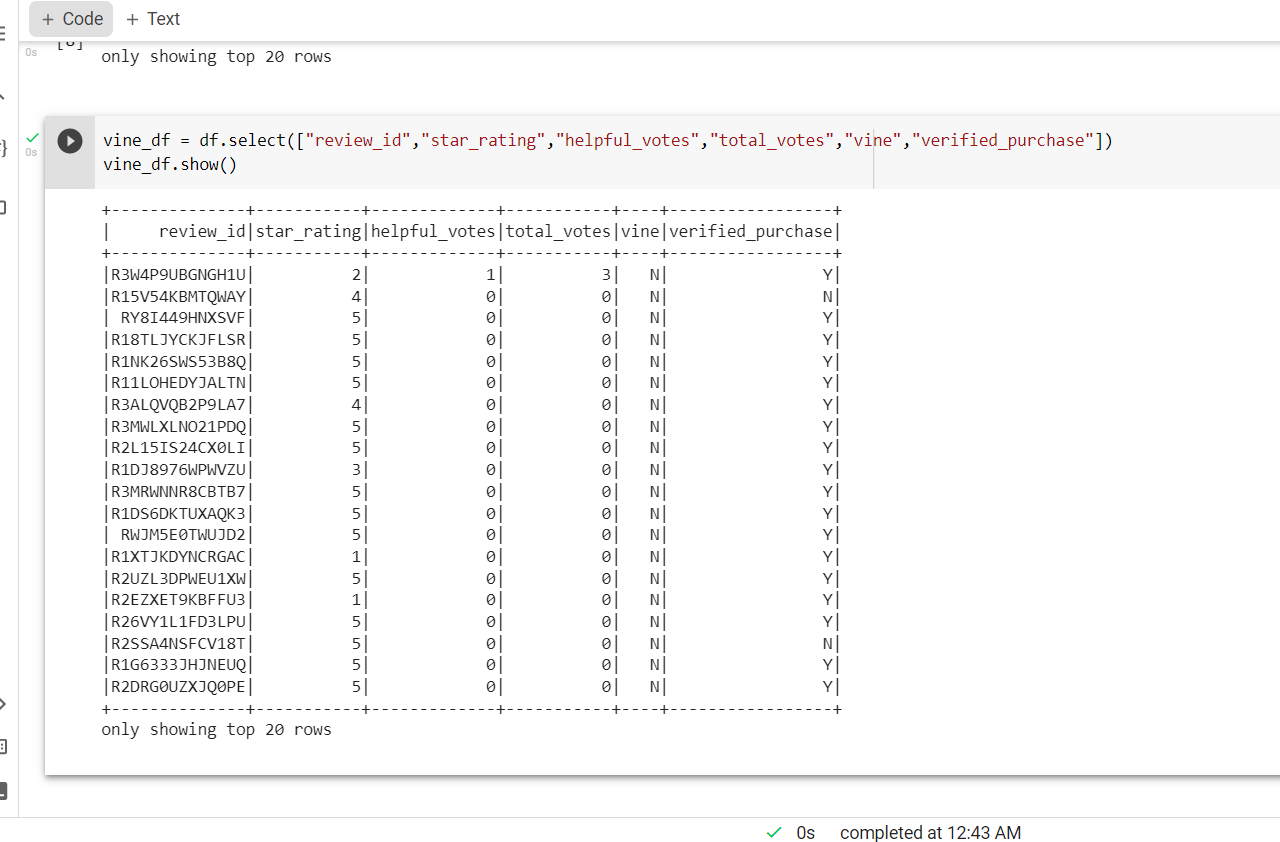 + Code + Text
0s
only showing top 20 rows
0s
vine_df = df.select(["review_id","star_rating","helpful_votes","total_votes","vine","verified_purchase"])
vine_df.show()
+--------------+-----------+-------------+-----------+----+-----------------+
|     review_id|star_rating|helpful_votes|total_votes|vine|verified_purchase|
+--------------+-----------+-------------+-----------+----+-----------------+
|R3W4P9UBGNGH1U|          2|            1|          3|   N|                Y|
|R15V54KBMTQWAY|          4|            0|          0|   N|                N|
| RY8I449HNXSVF|          5|            0|          0|   N|                Y|
|R18TLJYCKJFLSR|          5|            0|          0|   N|                Y|
|R1NK26SWS53B8Q|          5|            0|          0|   N|                Y|
|R11LOHEDYJALTN|          5|            0|          0|   N|                Y|
|R3ALQVQB2P9LA7|          4|            0|          0|   N|                Y|
|R3MWLXLNO21PDQ|          5|            0|          0|   N|                Y|
|R2L15IS24CX0LI|          5|            0|          0|   N|                Y|
|R1DJ8976WPWVZU|          3|            0|          0|   N|                Y|
|R3MRWNNR8CBTB7|          5|            0|          0|   N|                Y|
|R1DS6DKTUXAQK3|          5|            0|          0|   N|                Y|
| RWJM5E0TWUJD2|          5|            0|          0|   N|                Y|
|R1XTJKDYNCRGAC|          1|            0|          0|   N|                Y|
|R2UZL3DPWEU1XW|          5|            0|          0|   N|                Y|
|R2EZXET9KBFFU3|          1|            0|          0|   N|                Y|
|R26VY1L1FD3LPU|          5|            0|          0|   N|                Y|
|R2SSA4NSFCV18T|          5|            0|          0|   N|                N|
|R1G6333JHJNEUQ|          5|            0|          0|   N|                Y|
|R2DRG0UZXJQ0PE|          5|            0|          0|   N|                Y|
+--------------+-----------+-------------+-----------+----+-----------------+
only showing top 20 rows
0s completed at 12:43 AM